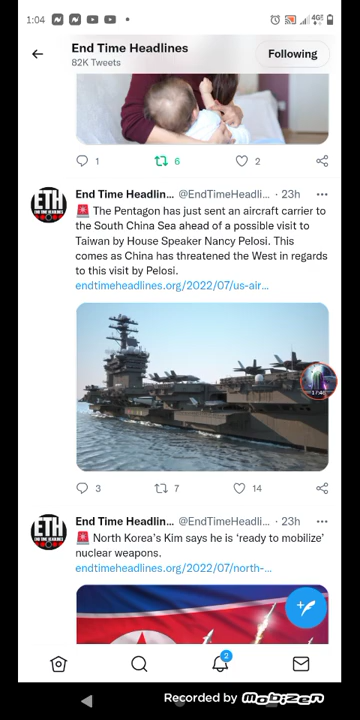 1:04
4GE
End Time Headlines
82K Tweets
Following
1
6
2
ETH
End Time Headlin... @EndTimeHeadli... · 23h
🚨 The Pentagon has just sent an aircraft carrier to
the South China Sea ahead of a possible visit to
Taiwan by House Speaker Nancy Pelosi. This
comes as China has threatened the West in regards
to this visit by Pelosi.
endtimeheadlines.org/2022/07/us-air...
3
7
14
ETH
End Time Headlin... @EndTimeHeadli... · 23h
🚨 North Korea's Kim says he is ‘ready to mobilize’
nuclear weapons.
endtimeheadlines.org/2022/07/north-...
2
Recorded by mobizen